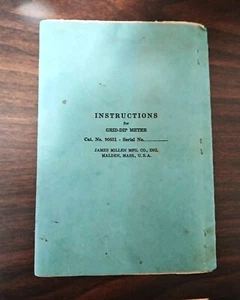 INSTRUCTIONS
for
GRID-DIP METER
Cat. No. 90651 - Serial No.
JAMES MILLEN MFG. CO., INC.
MALDEN, MASS., U.S.A.